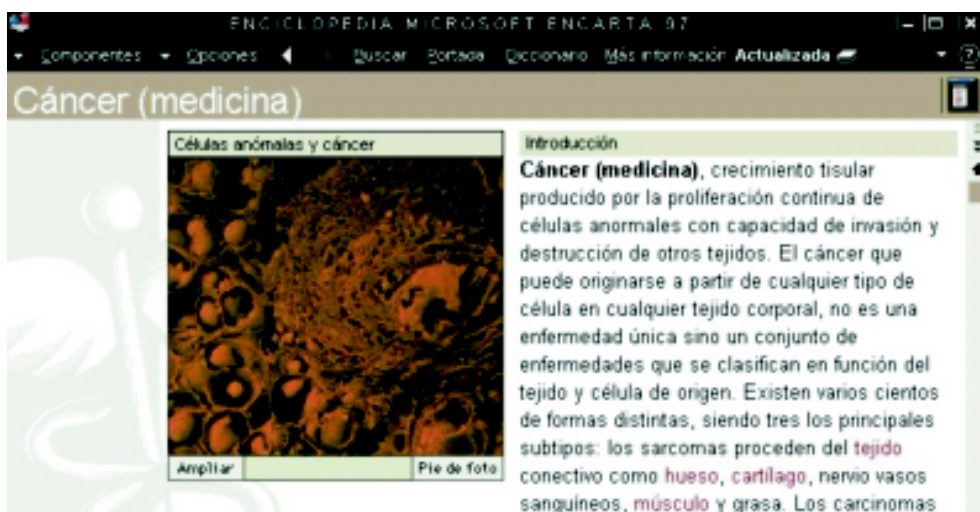 ENCICLOPEDIA MICROSOFT ENCARTA 97
Componentes Opciones Buscar Portada Diccionario Más información Actualizada
Cáncer (medicina)
Células anómalas y cáncer
Ampliar Pie de foto
Introducción
Cáncer (medicina), crecimiento tisular
producido por la proliferación continua de
células anormales con capacidad de invasión y
destrucción de otros tejidos. El cáncer que
puede originarse a partir de cualquier tipo de
célula en cualquier tejido corporal, no es una
enfermedad única sino un conjunto de
enfermedades que se clasifican en función del
tejido y célula de origen. Existen varios cientos
de formas distintas, siendo tres los principales
subtipos: los sarcomas proceden del tejido
conectivo como hueso, cartílago, nervio vasos
sanguíneos, músculo y grasa. Los carcinomas